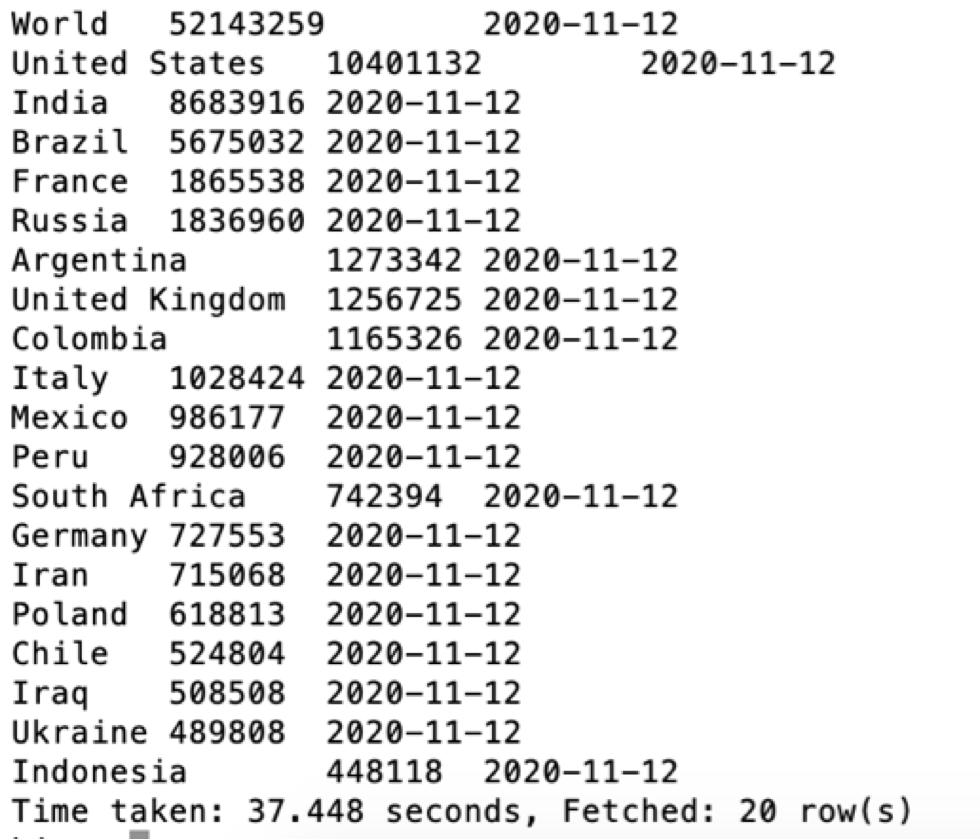 World 52143259 2020-11-12
United States 10401132 2020-11-12
India 8683916 2020-11-12
Brazil 5675032 2020-11-12
France 1865538 2020-11-12
Russia 1836960 2020-11-12
Argentina 1273342 2020-11-12
United Kingdom 1256725 2020-11-12
Colombia 1165326 2020-11-12
Italy 1028424 2020-11-12
Mexico 986177 2020-11-12
Peru 928006 2020-11-12
South Africa 742394 2020-11-12
Germany 727553 2020-11-12
Iran 715068 2020-11-12
Poland 618813 2020-11-12
Chile 524804 2020-11-12
Iraq 508508 2020-11-12
Ukraine 489808 2020-11-12
Indonesia 448118 2020-11-12
Time taken: 37.448 seconds, Fetched: 20 row(s)